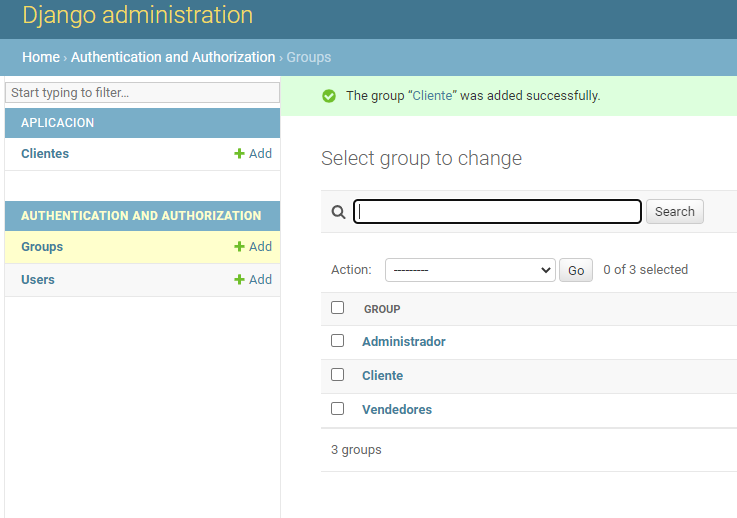 Django administration
Home › Authentication and Authorization › Groups
Start typing to filter...
APLICACION
Clientes + Add
AUTHENTICATION AND AUTHORIZATION
Groups + Add
Users + Add
The group “Cliente” was added successfully.
Select group to change
Search
Action: --------- Go 0 of 3 selected
GROUP
Administrador
Cliente
Vendedores
3 groups